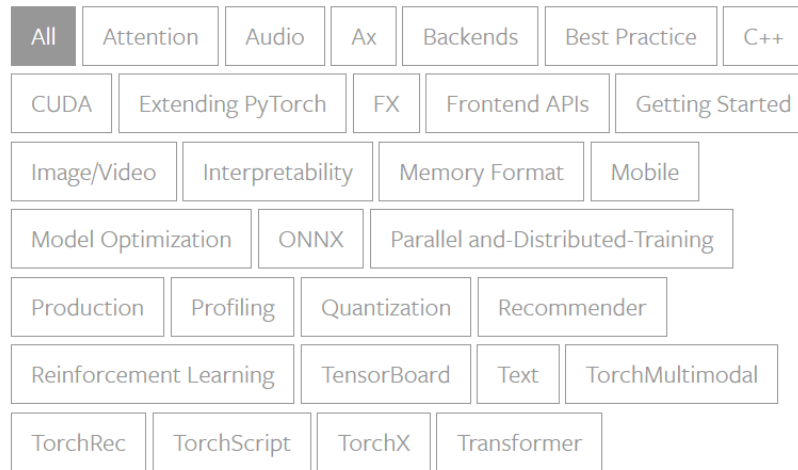 All Attention Audio Ax Backends Best Practice C++
CUDA Extending PyTorch FX Frontend APIs Getting Started
Image/Video Interpretability Memory Format Mobile
Model Optimization ONNX Parallel and-Distributed-Training
Production Profiling Quantization Recommender
Reinforcement Learning TensorBoard Text TorchMultimodal
TorchRec TorchScript TorchX Transformer